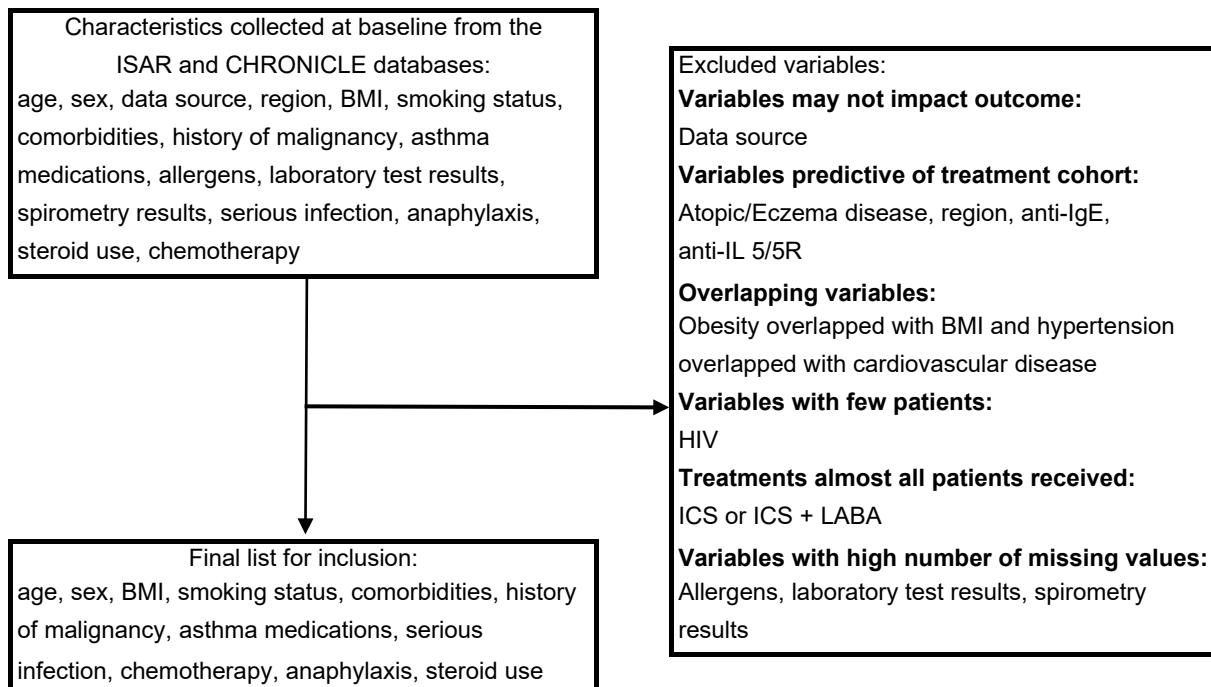 Characteristics collected at baseline from the
ISAR and CHRONICLE databases:
age, sex, data source, region, BMI, smoking status,
comorbidities, history of malignancy, asthma
medications, allergens, laboratory test results,
spirometry results, serious infection, anaphylaxis,
steroid use, chemotherapy
Excluded variables:
Variables may not impact outcome:
Data source
Variables predictive of treatment cohort:
Atopic/Eczema disease, region, anti-IgE,
anti-IL 5/5R
Overlapping variables:
Obesity overlapped with BMI and hypertension
overlapped with cardiovascular disease
Variables with few patients:
HIV
Treatments almost all patients received:
ICS or ICS + LABA
Variables with high number of missing values:
Allergens, laboratory test results, spirometry
results
Final list for inclusion:
age, sex, BMI, smoking status, comorbidities, history
of malignancy, asthma medications, serious
infection, chemotherapy, anaphylaxis, steroid use